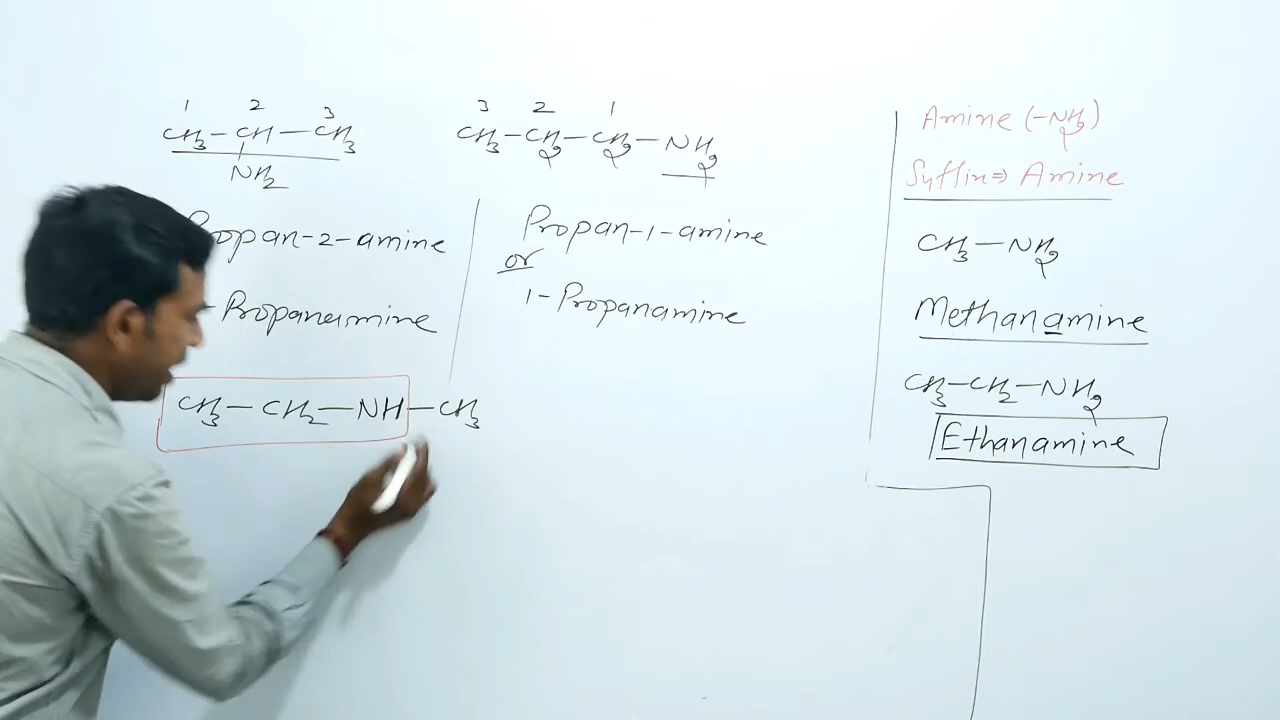 1 2 3
CH3-CH-CH3
NH2
Propan-2-amine
-Propanamine
3 2 1
CH3-CH2-CH2-NH2
Propan-1-amine
or
1-Propanamine
CH3-CH2-NH-CH3
Amine (-NH2)
Suffix⇒ Amine
CH3-NH2
Methanamine
CH3-CH2-NH2
Ethanamine